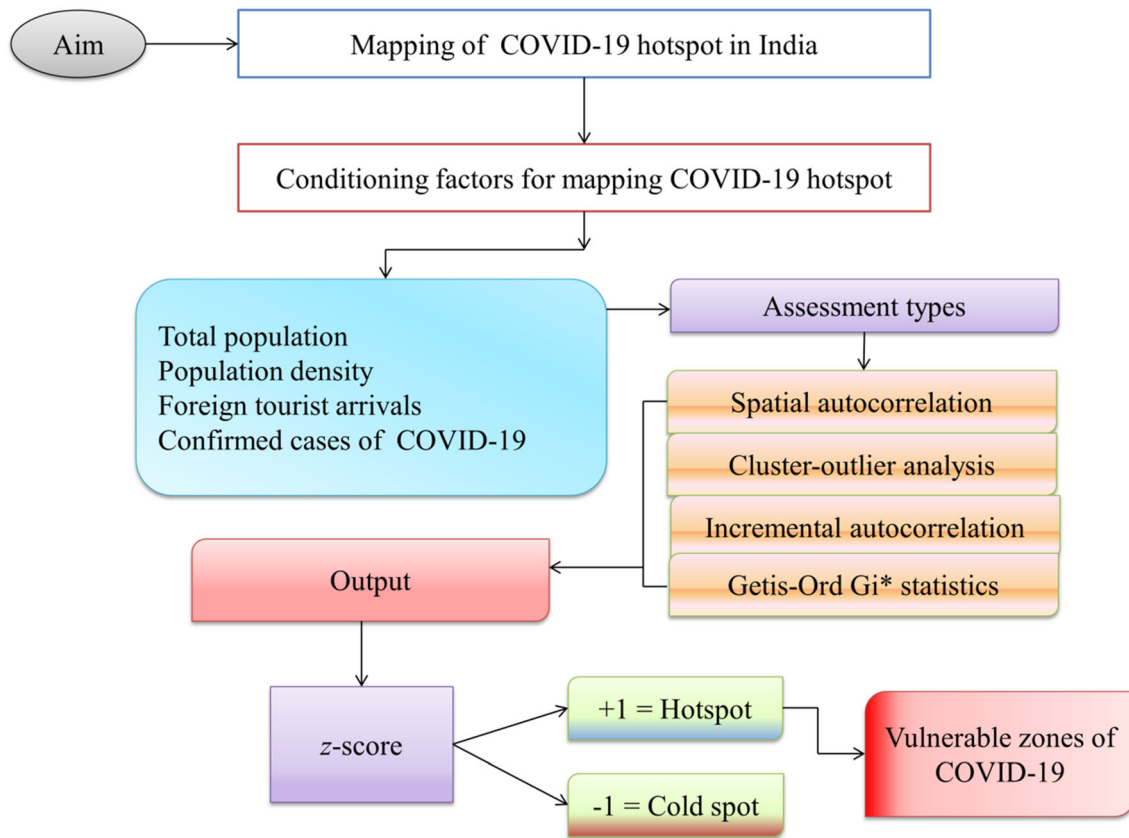 Aim
Mapping of COVID-19 hotspot in India
Conditioning factors for mapping COVID-19 hotspot
Total population
Population density
Foreign tourist arrivals
Confirmed cases of COVID-19
Assessment types
Spatial autocorrelation
Cluster-outlier analysis
Incremental autocorrelation
Getis-Ord Gi* statistics
Output
z-score
+1 = Hotspot
-1 = Cold spot
Vulnerable zones of
COVID-19